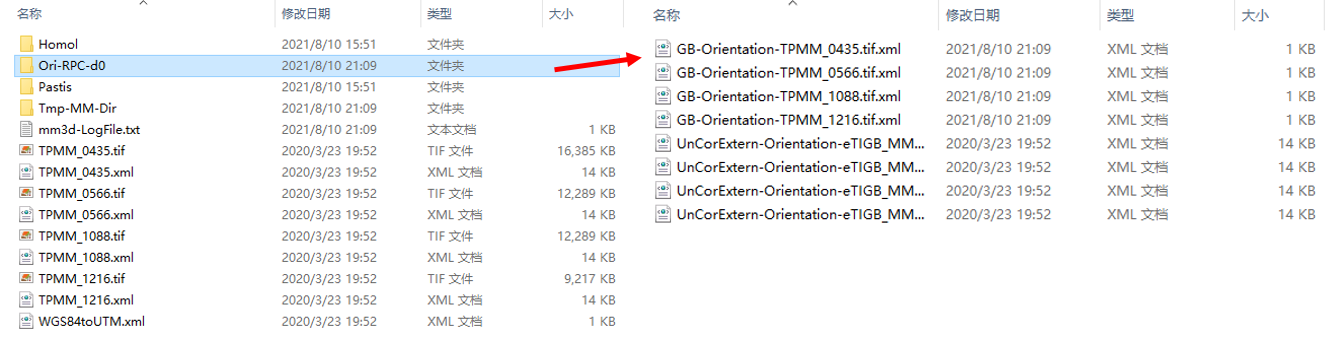 名称 修改日期 类型 大小
Homol 2021/8/10 15:51 文件夹
Ori-RPC-d0 2021/8/10 21:09 文件夹
Pastis 2021/8/10 15:51 文件夹
Tmp-MM-Dir 2021/8/10 21:09 文件夹
mm3d-LogFile.txt 2021/8/10 21:09 文本文档 1 KB
TPMM_0435.tif 2020/3/23 19:52 TIF 文件 16,385 KB
TPMM_0435.xml 2020/3/23 19:52 XML 文档 14 KB
TPMM_0566.tif 2020/3/23 19:52 TIF 文件 12,289 KB
TPMM_0566.xml 2020/3/23 19:52 XML 文档 14 KB
TPMM_1088.tif 2020/3/23 19:52 TIF 文件 12,289 KB
TPMM_1088.xml 2020/3/23 19:52 XML 文档 14 KB
TPMM_1216.tif 2020/3/23 19:52 TIF 文件 9,217 KB
TPMM_1216.xml 2020/3/23 19:52 XML 文档 14 KB
WGS84toUTM.xml 2020/3/23 19:52 XML 文档 1 KB
名称 修改日期 类型 大小
GB-Orientation-TPMM_0435.tif.xml 2021/8/10 21:09 XML 文档 1 KB
GB-Orientation-TPMM_0566.tif.xml 2021/8/10 21:09 XML 文档 1 KB
GB-Orientation-TPMM_1088.tif.xml 2021/8/10 21:09 XML 文档 1 KB
GB-Orientation-TPMM_1216.tif.xml 2021/8/10 21:09 XML 文档 1 KB
UnCorExtern-Orientation-eTIGB_MM... 2020/3/23 19:52 XML 文档 14 KB
UnCorExtern-Orientation-eTIGB_MM... 2020/3/23 19:52 XML 文档 14 KB
UnCorExtern-Orientation-eTIGB_MM... 2020/3/23 19:52 XML 文档 14 KB
UnCorExtern-Orientation-eTIGB_MM... 2020/3/23 19:52 XML 文档 14 KB